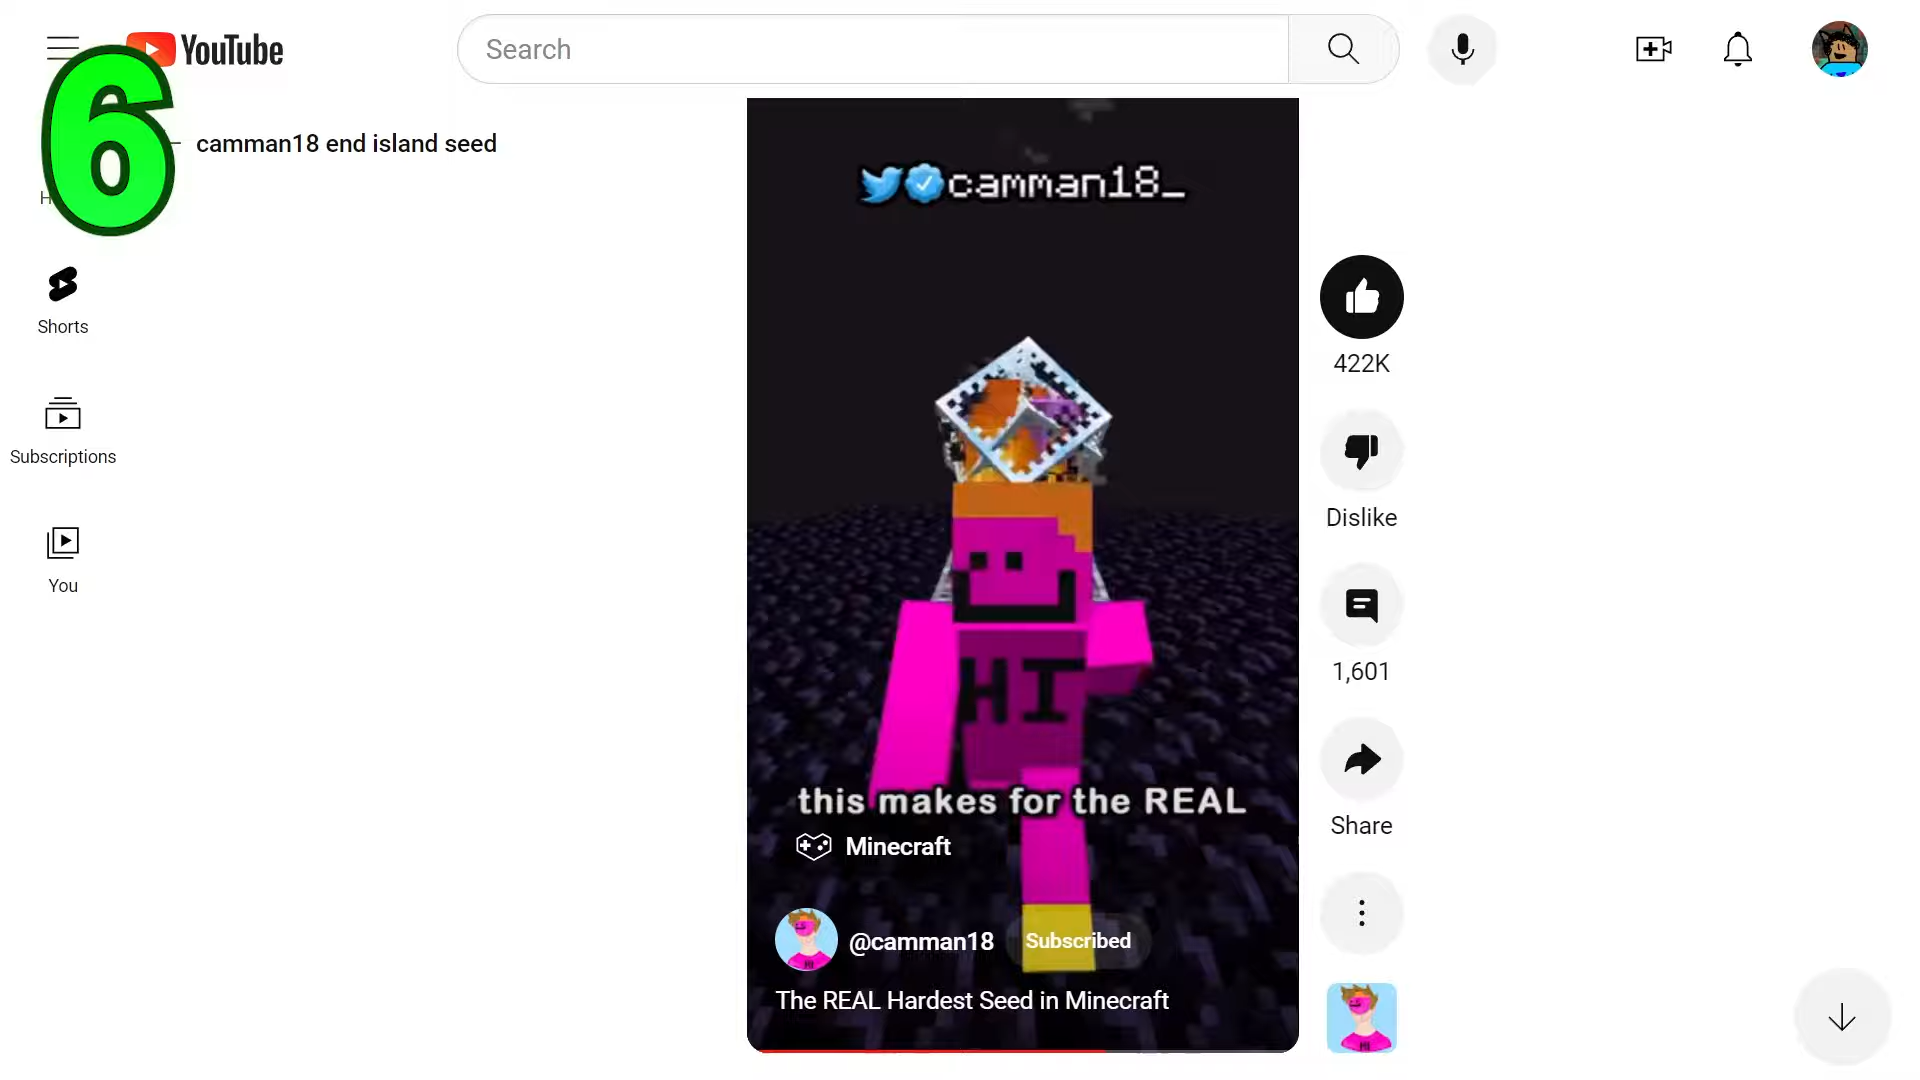 6
YouTube
Search
camman18 end island seed
camman18_
Shorts
Subscriptions
You
HI
this makes for the REAL
Minecraft
@camman18
Subscribed
The REAL Hardest Seed in Minecraft
422K
Dislike
1,601
Share